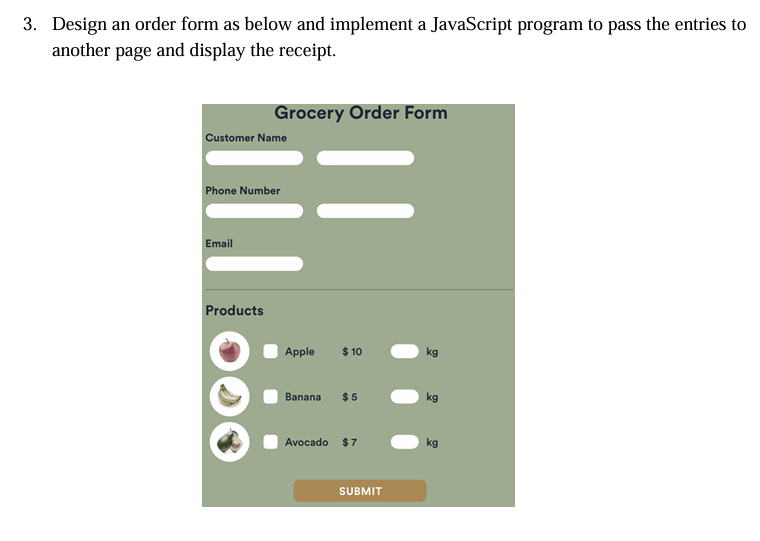 3. Design an order form as below and implement a JavaScript program to pass the entries to
another page and display the receipt.
Grocery Order Form
Customer Name
Phone Number
Email
Products
Apple $ 10 kg
Banana $ 5 kg
Avocado $ 7 kg
SUBMIT